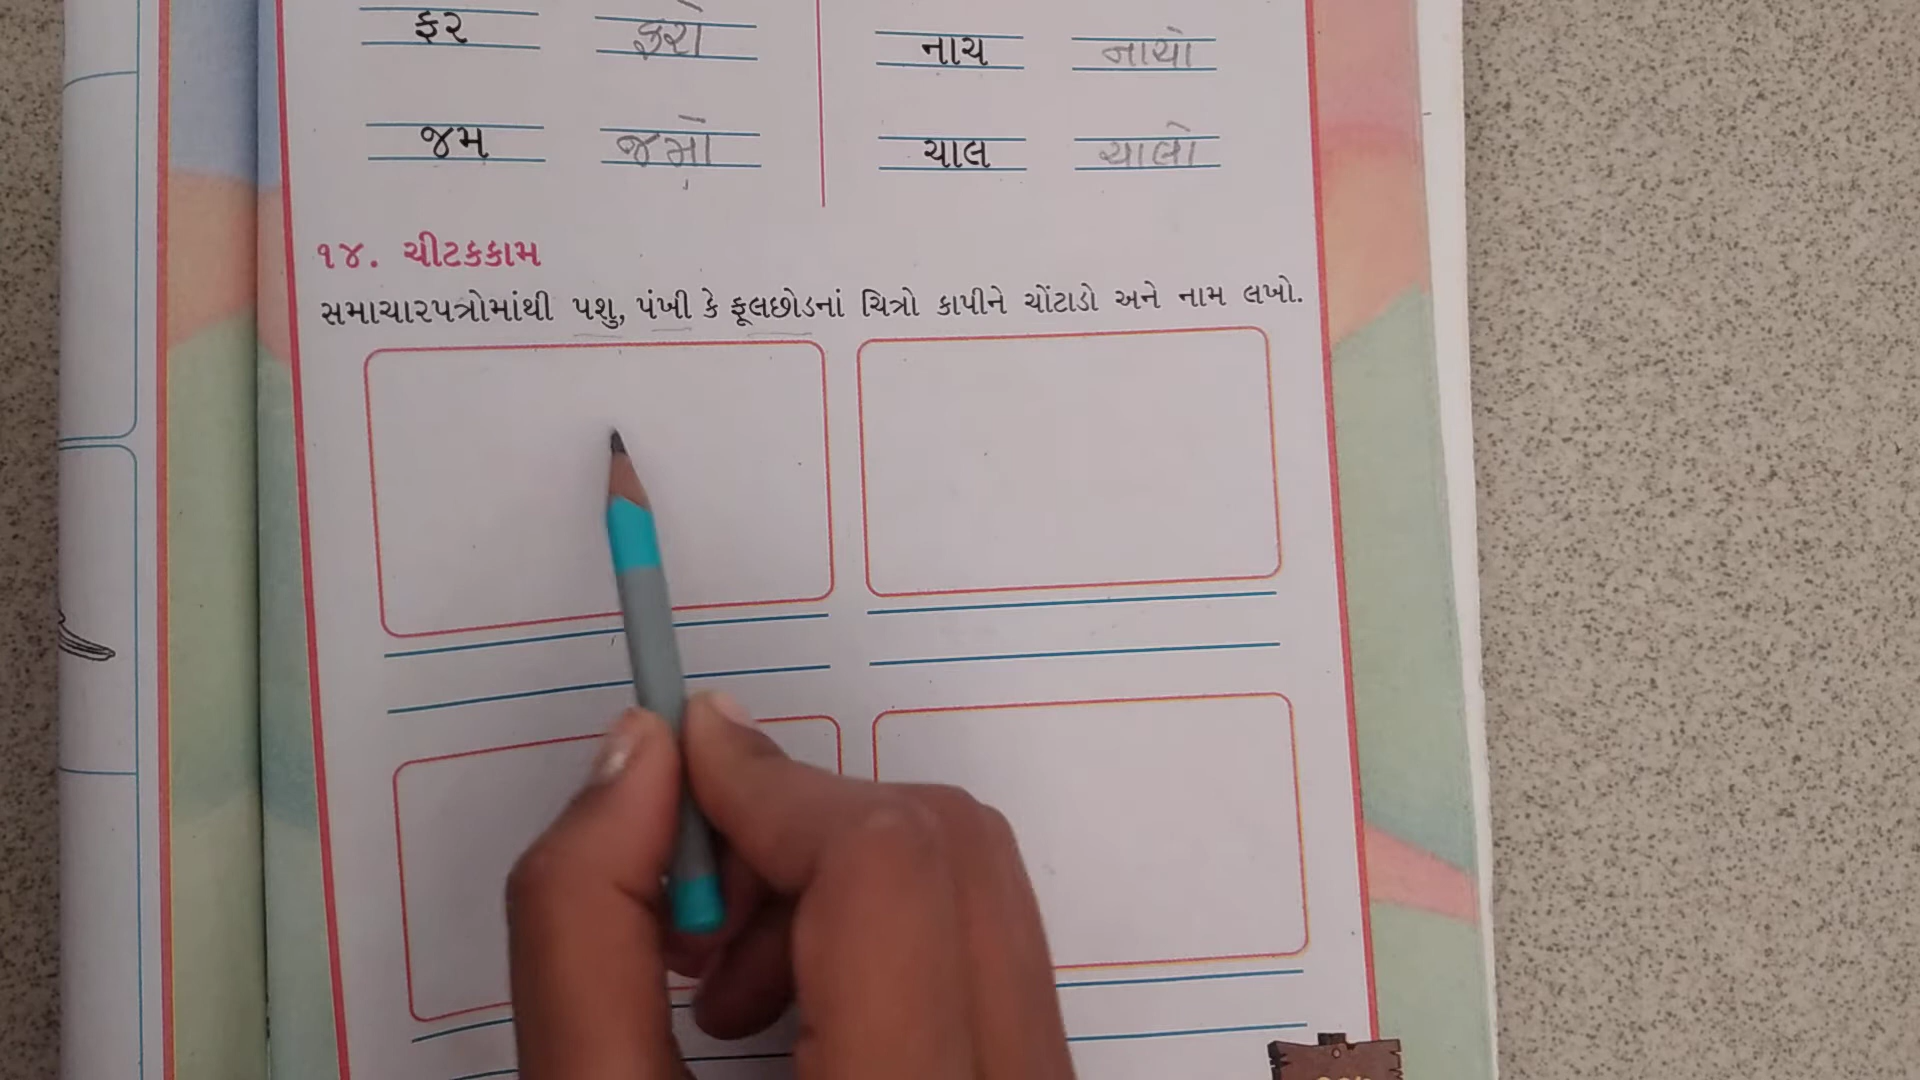 ફર ફરો નાચ નાચો
જમ જમો ચાલ ચાલો
૧૪. ચીટકકામ
સમાચારપત્રોમાંથી પશુ, પંખી કે ફૂલછોડનાં ચિત્રો કાપીને ચોંટાડો અને નામ લખો.